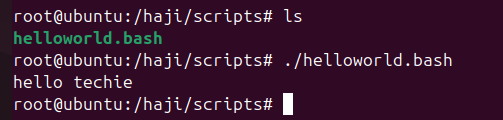 root@ubuntu:/haji/scripts# ls
helloworld.bash
root@ubuntu:/haji/scripts# ./helloworld.bash
hello techie
root@ubuntu:/haji/scripts#